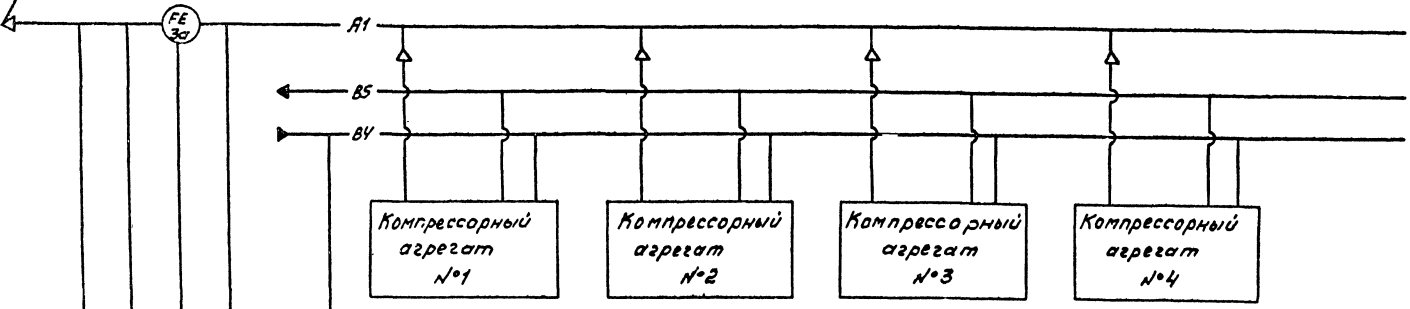 FE
3а
А1
В5
В4
Компрессорный
агрегат
№1
Компрессорный
агрегат
№2
Компрессорный
агрегат
№3
Компрессорный
агрегат
№4